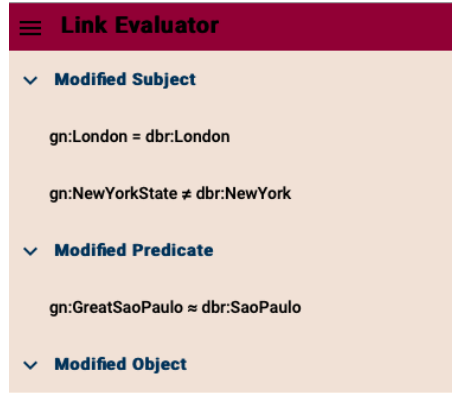 Link Evaluator
Modified Subject
gn:London = dbr:London
gn:NewYorkState ≠ dbr:NewYork
Modified Predicate
gn:GreatSaoPaulo ≈ dbr:SaoPaulo
Modified Object